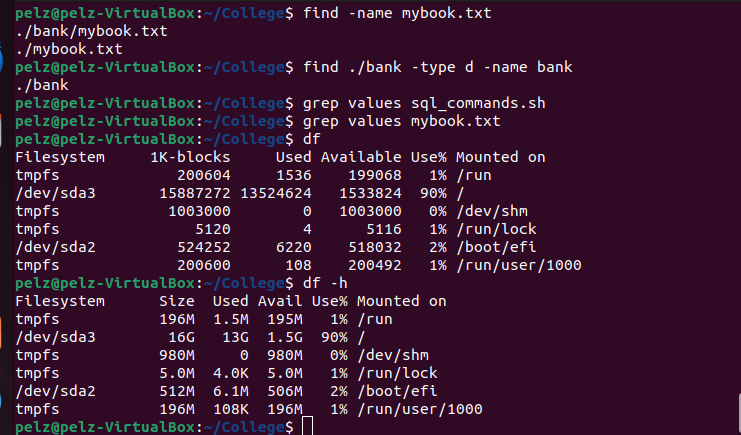 pelz@pelz-VirtualBox:~/College$ find -name mybook.txt
./bank/mybook.txt
./mybook.txt
pelz@pelz-VirtualBox:~/College$ find ./bank -type d -name bank
./bank
pelz@pelz-VirtualBox:~/College$ grep values sql_commands.sh
pelz@pelz-VirtualBox:~/College$ grep values mybook.txt
pelz@pelz-VirtualBox:~/College$ df
Filesystem     1K-blocks     Used Available Use% Mounted on
tmpfs             200604     1536    199068   1% /run
/dev/sda3       15887272 13524624   1533824  90% /
tmpfs            1003000        0   1003000   0% /dev/shm
tmpfs               5120        4      5116   1% /run/lock
/dev/sda2         524252     6220    518032   2% /boot/efi
tmpfs             200600      108    200492   1% /run/user/1000
pelz@pelz-VirtualBox:~/College$ df -h
Filesystem      Size  Used Avail Use% Mounted on
tmpfs           196M  1.5M  195M   1% /run
/dev/sda3        16G   13G  1.5G  90% /
tmpfs           980M     0  980M   0% /dev/shm
tmpfs           5.0M  4.0K  5.0M   1% /run/lock
/dev/sda2       512M  6.1M  506M   2% /boot/efi
tmpfs           196M  108K  196M   1% /run/user/1000
pelz@pelz-VirtualBox:~/College$